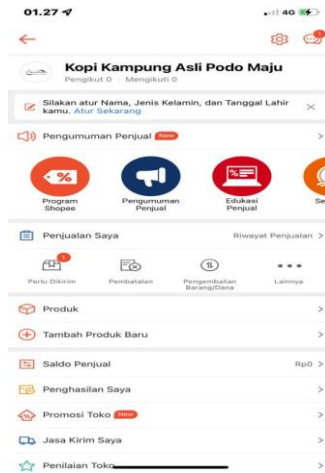 01.27
4G
Kopi Kampung Asli Podo Maju
Pengikut 0 Mengikuti 0
Silakan atur Nama, Jenis Kelamin, dan Tanggal Lahir
kamu. Atur Sekarang
Pengumuman Penjual New
Program
Shopee
Pengumuman
Penjual
Edukasi
Penjual
Se
Penjualan Saya
Riwayat Penjualan
1
Perlu Dikirim
Pembatalan
Pengembalian
Barang/Dana
Lainnya
Produk
Tambah Produk Baru
Saldo Penjual
Rp0
Penghasilan Saya
Promosi Toko New
Jasa Kirim Saya
Penilaian Toko